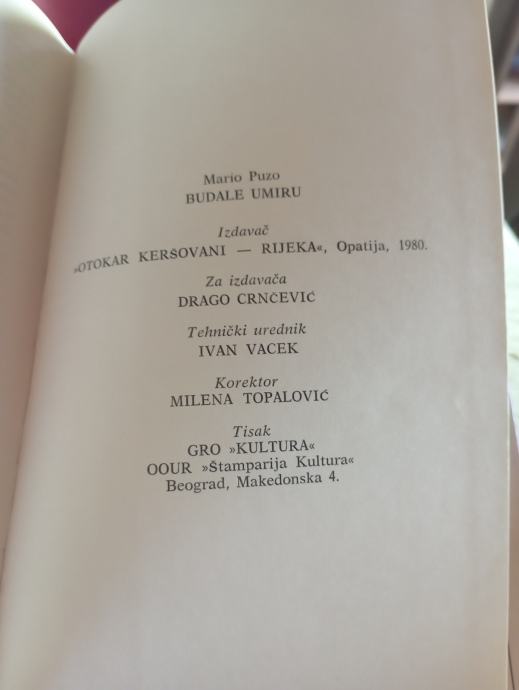 Mario Puzo
BUDALE UMIRU
Izdavač
»OTOKAR KERŠOVANI — RIJEKA«, Opatija, 1980.
Za izdavača
DRAGO CRNČEVIĆ
Tehnički urednik
IVAN VACEK
Korektor
MILENA TOPALOVIĆ
Tisak
GRO »KULTURA«
OOUR »Štamparija Kultura«
Beograd, Makedonska 4.